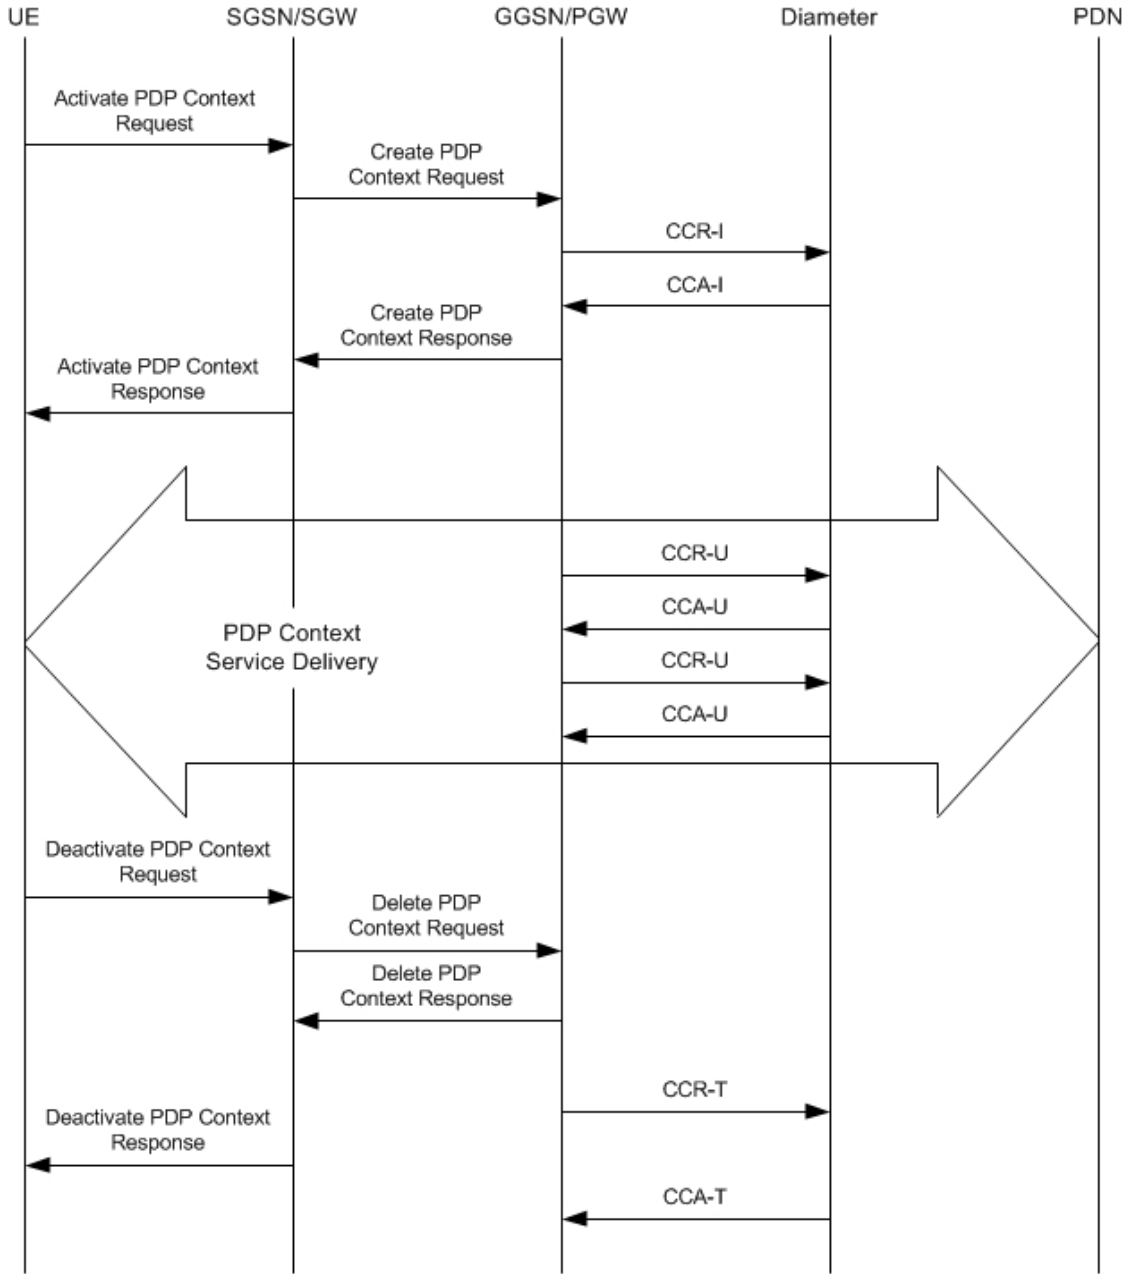 UE
SGSN/SGW
GGSN/PGW
Diameter
PDN
Activate PDP Context
Request
Create PDP
Context Request
CCR-I
CCA-I
Create PDP
Context Response
Activate PDP Context
Response
CCR-U
CCA-U
PDP Context
Service Delivery
CCR-U
CCA-U
Deactivate PDP Context
Request
Delete PDP
Context Request
Delete PDP
Context Response
CCR-T
Deactivate PDP Context
Response
CCA-T